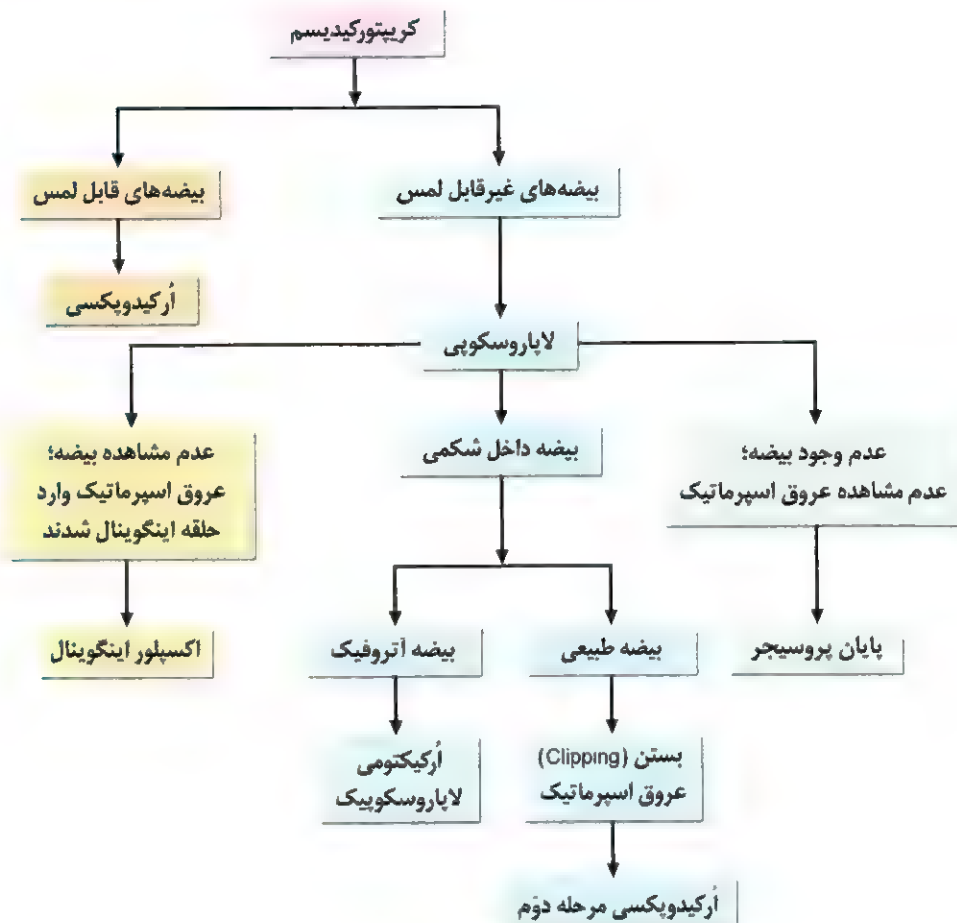 کریپتورکیدیسم
بیضه‌های قابل لمس
بیضه‌های غیرقابل لمس
اُرکیدوپکسی
لاپاروسکوپی
عدم مشاهده بیضه؛
عروق اسپرماتیک وارد
حلقه اینگوینال شدند
بیضه داخل شکمی
عدم وجود بیضه؛
عدم مشاهده عروق اسپرماتیک
اکسپلور اینگوینال
بیضه آتروفیک
بیضه طبیعی
پایان پروسیجر
اُرکیکتومی
لاپاروسکوپیک
بستن (Clipping)
عروق اسپرماتیک
اُرکیدوپکسی مرحله دوّم